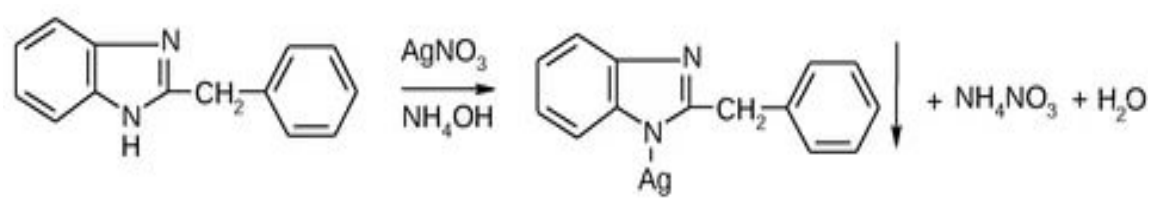 N
N
H
CH2
AgNO3
NH4OH
N
N
Ag
CH2
+ NH4NO3 + H2O